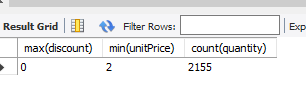 Result Grid Filter Rows: Exp
max(discount) min(unitPrice) count(quantity)
0 2 2155